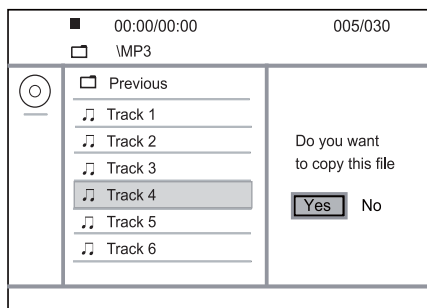 00:00/00:00 005/030
\MP3
Previous
Track 1
Track 2
Track 3
Track 4
Track 5
Track 6
Do you want
to copy this file
Yes No